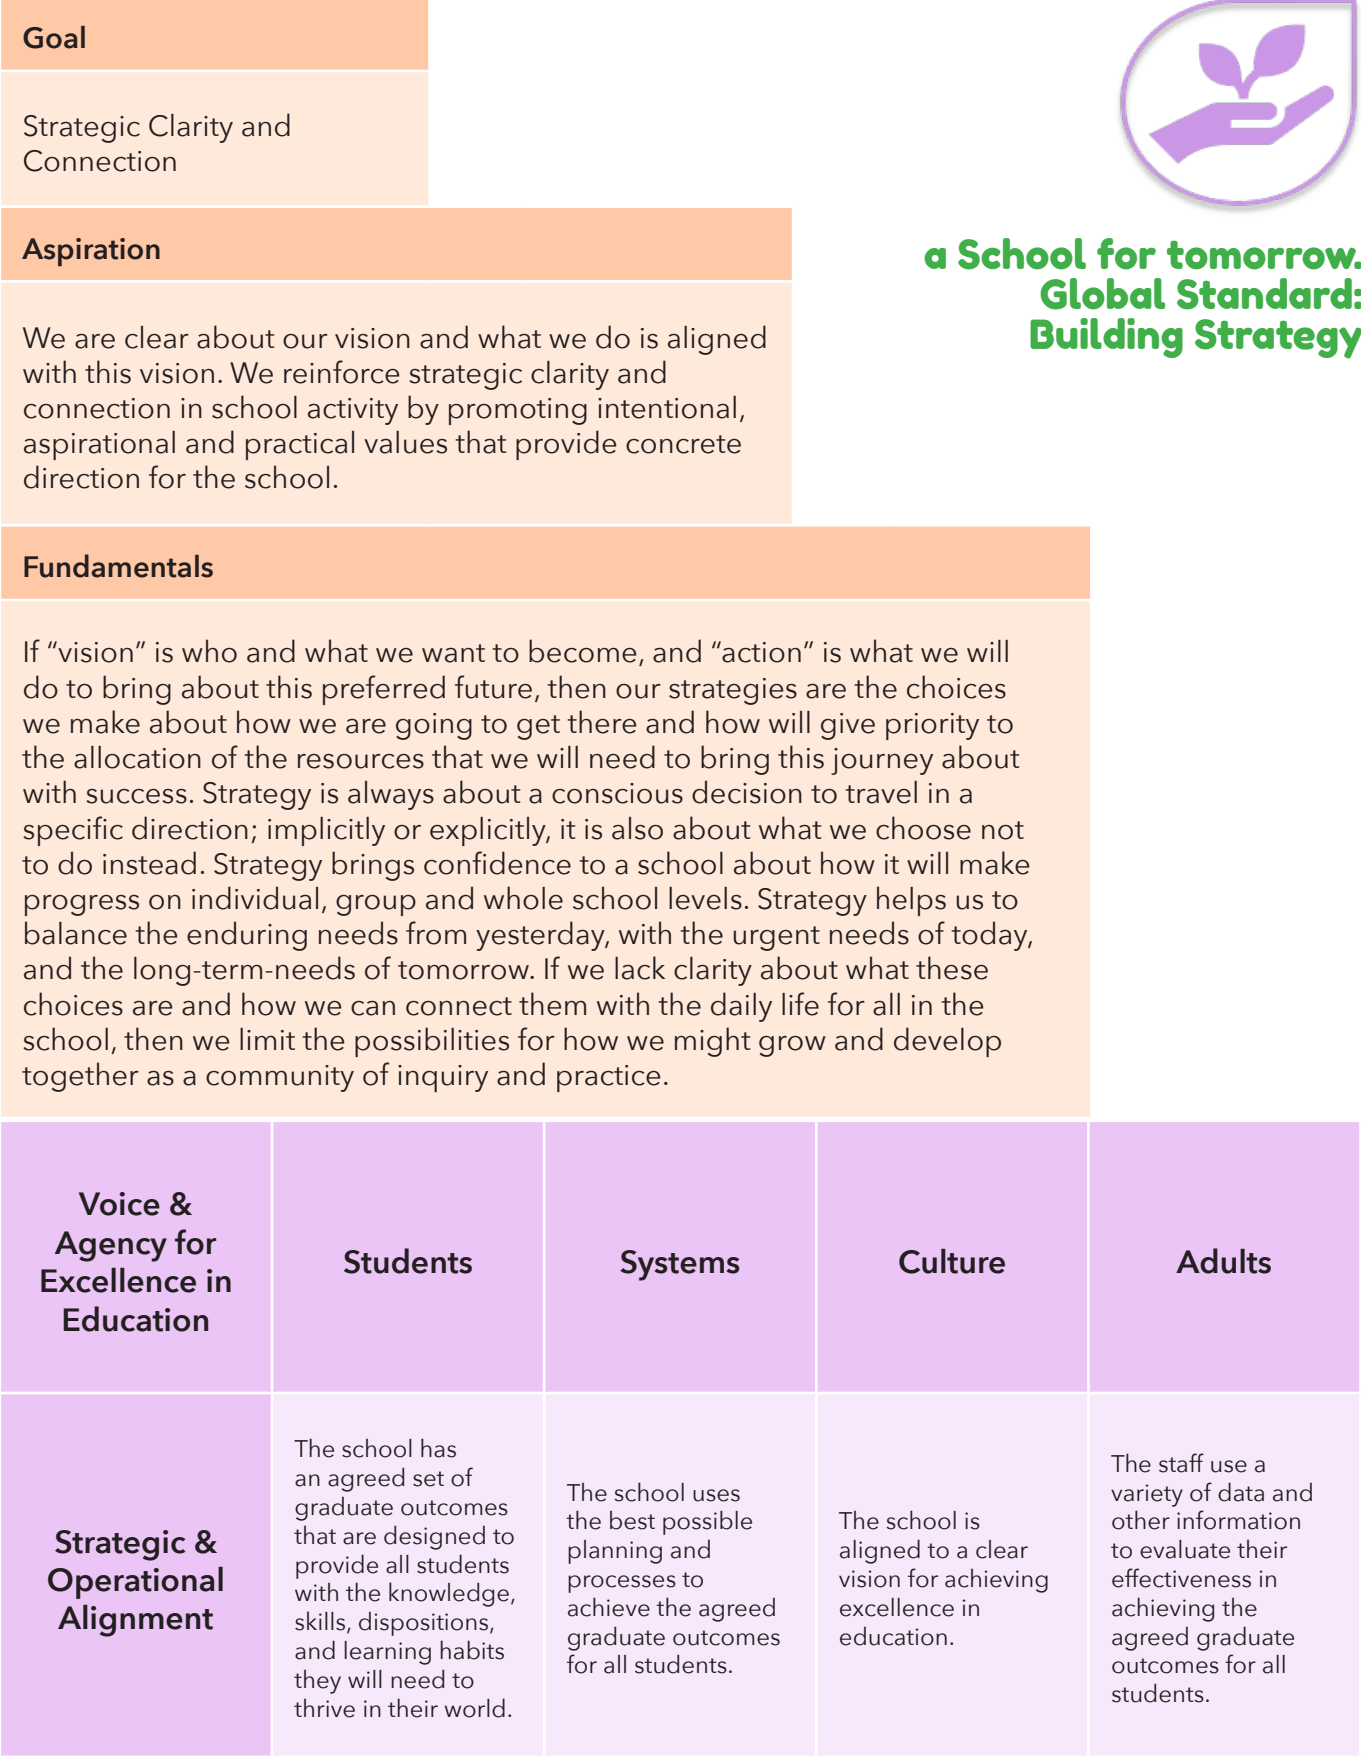 Goal
Strategic Clarity and
Connection
a School for tomorrow.
Global Standard:
Building Strategy
Aspiration
We are clear about our vision and what we do is aligned
with this vision. We reinforce strategic clarity and
connection in school activity by promoting intentional,
aspirational and practical values that provide concrete
direction for the school.
Fundamentals
If “vision” is who and what we want to become, and “action” is what we will
do to bring about this preferred future, then our strategies are the choices
we make about how we are going to get there and how will give priority to
the allocation of the resources that we will need to bring this journey about
with success. Strategy is always about a conscious decision to travel in a
specific direction; implicitly or explicitly, it is also about what we choose not
to do instead. Strategy brings confidence to a school about how it will make
progress on individual, group and whole school levels. Strategy helps us to
balance the enduring needs from yesterday, with the urgent needs of today,
and the long-term-needs of tomorrow. If we lack clarity about what these
choices are and how we can connect them with the daily life for all in the
school, then we limit the possibilities for how we might grow and develop
together as a community of inquiry and practice.
Voice &
Agency for
Excellence in
Education
Students
Systems
Culture
Adults
Strategic &
Operational
Alignment
The school has
an agreed set of
graduate outcomes
that are designed to
provide all students
with the knowledge,
skills, dispositions,
and learning habits
they will need to
thrive in their world.
The school uses
the best possible
planning and
processes to
achieve the agreed
graduate outcomes
for all students.
The school is
aligned to a clear
vision for achieving
excellence in
education.
The staff use a
variety of data and
other information
to evaluate their
effectiveness in
achieving the
agreed graduate
outcomes for all
students.